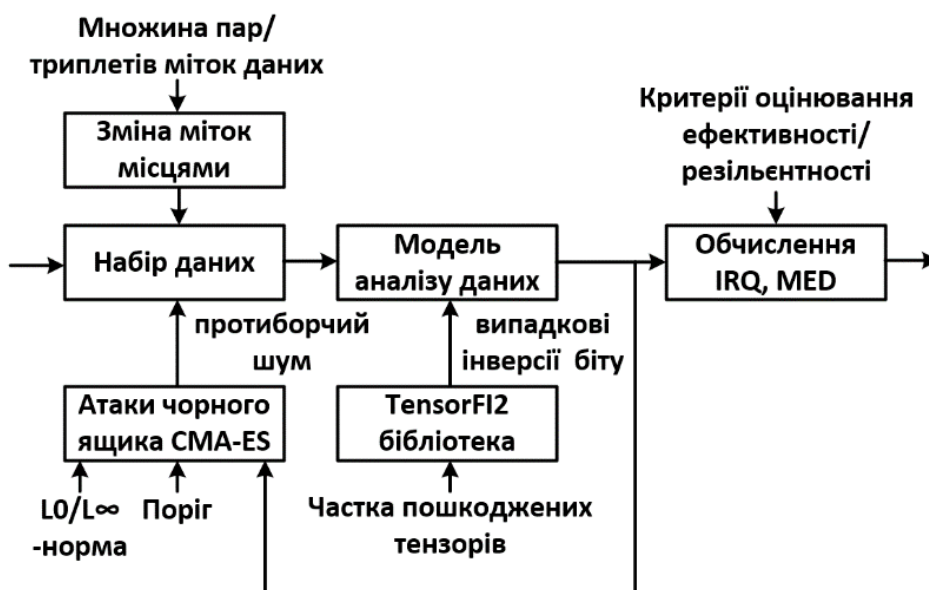 Множина пар/
триплетів міток даних
Зміна міток
місцями
Критерії оцінювання
ефективності/
резільєнтності
Набір даних
Модель
аналізу даних
Обчислення
IRQ, MED
протиборчий
шум
випадкові
інверсії біту
Атаки чорного
ящика CMA-ES
TensorFI2
бібліотека
L0/L∞
-норма
Поріг
Частка пошкоджених
тензорів